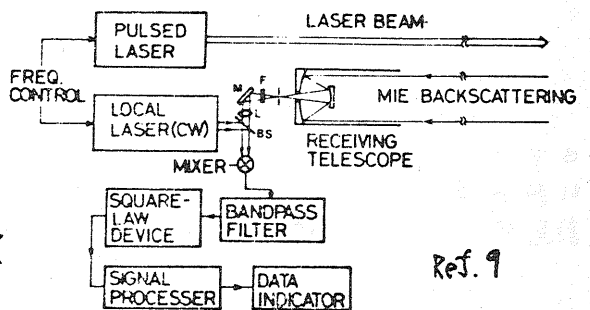 PULSED
LASER
LASER BEAM
FREQ.
CONTROL
LOCAL
LASER(CW)
M
F
L
BS
MIE BACKSCATTERING
RECEIVING
TELESCOPE
MIXER
SQUARE-
LAW
DEVICE
BANDPASS
FILTER
SIGNAL
PROCESSER
DATA
INDICATOR
Ref. 9